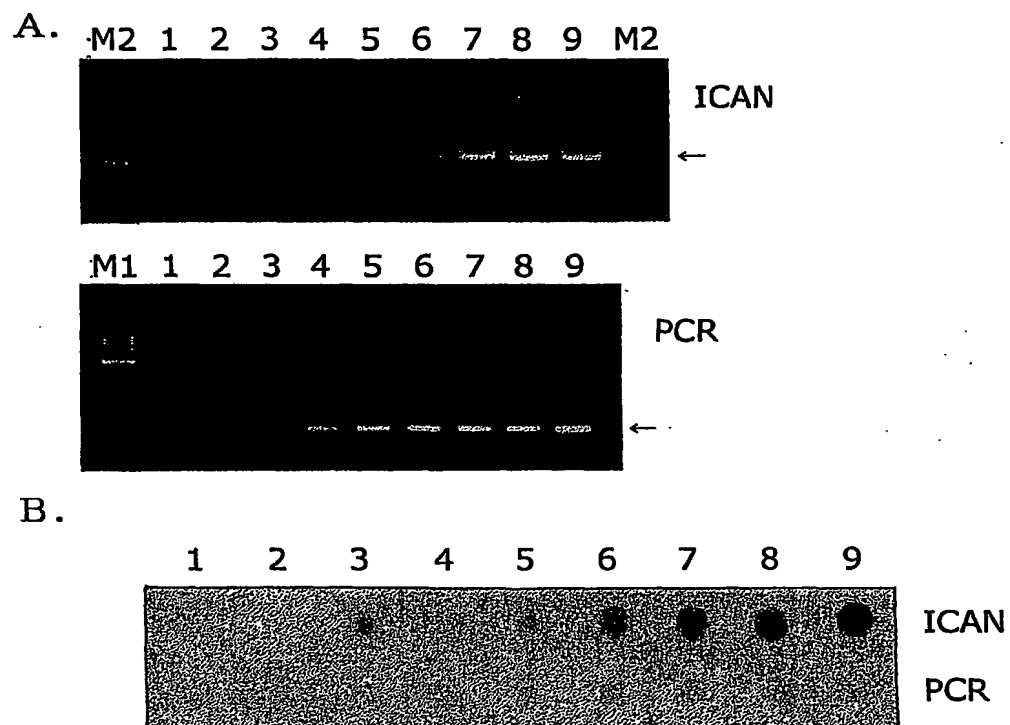 A.
M2 1 2 3 4 5 6 7 8 9 M2
ICAN
←
M1 1 2 3 4 5 6 7 8 9
PCR
←
B.
1 2 3 4 5 6 7 8 9
ICAN
PCR